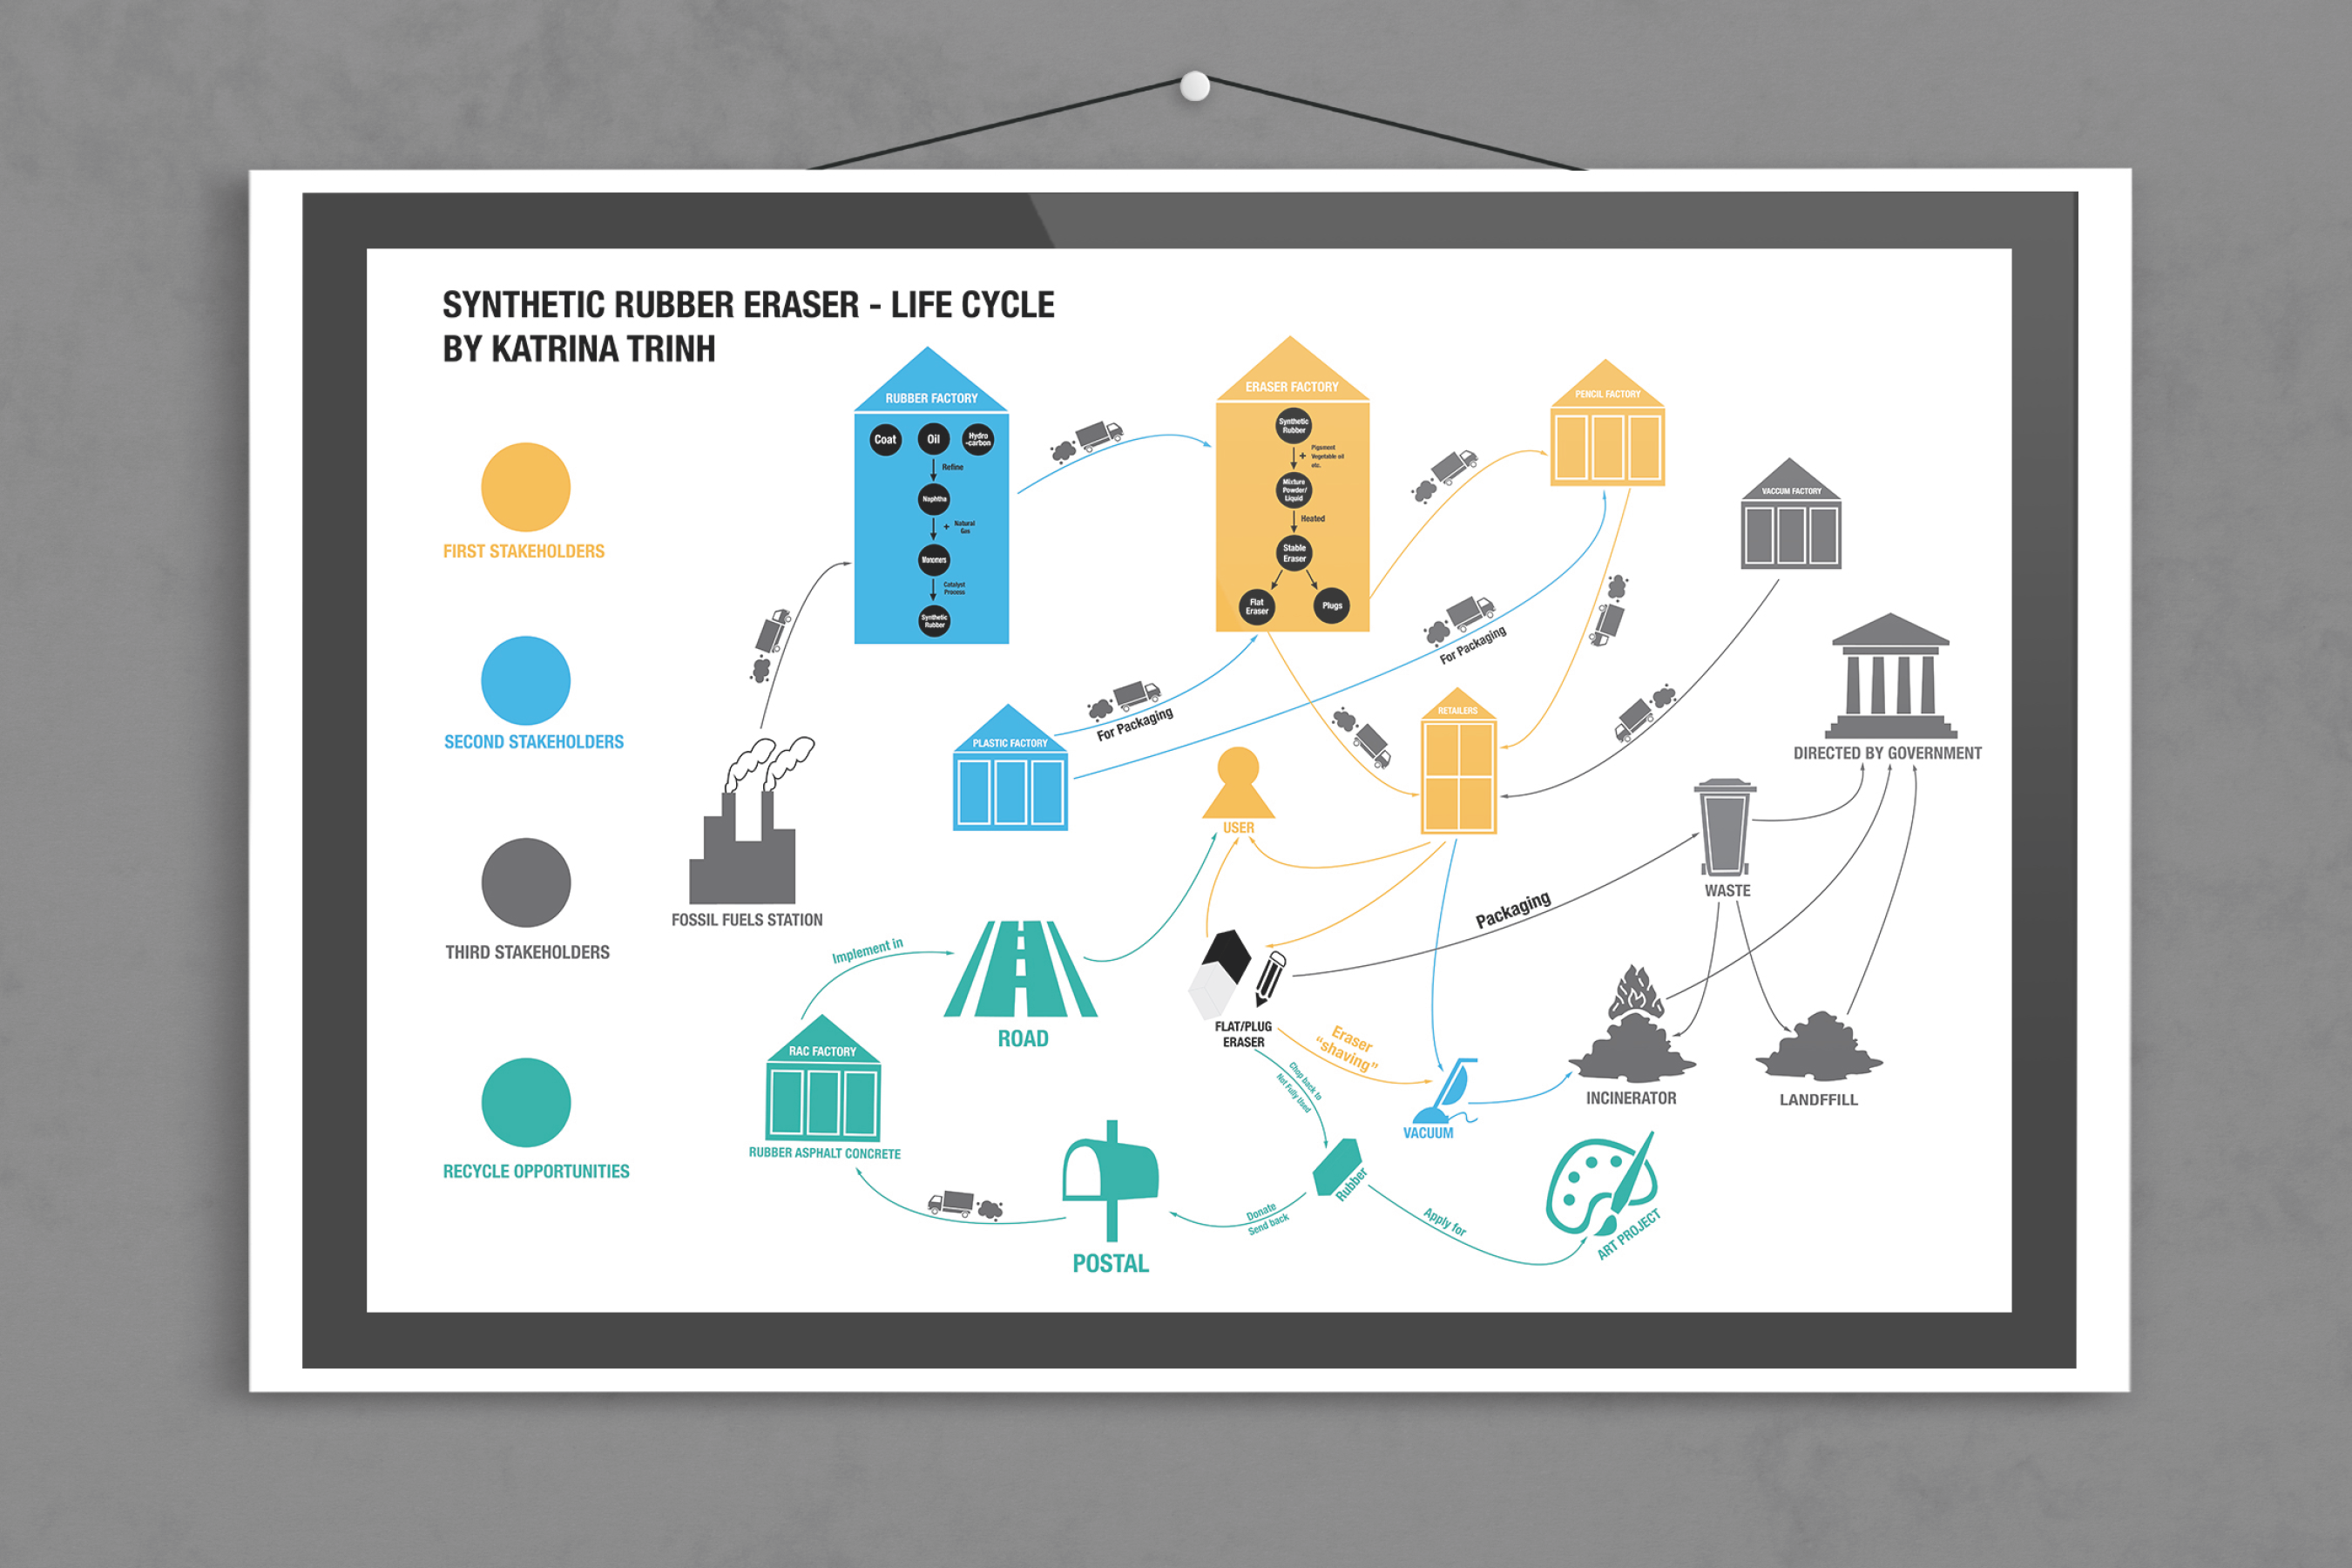 SYNTHETIC RUBBER ERASER - LIFE CYCLE
BY KATRINA TRINH
FIRST STAKEHOLDERS
SECOND STAKEHOLDERS
THIRD STAKEHOLDERS
RECYCLE OPPORTUNITIES
RUBBER FACTORY
Coat
Oil
Hydro
-carbon
Refine
Naphtha
+ Natural
Gas
Monomers
Catalyst
Process
Synthetic
Rubber
ERASER FACTORY
Synthetic
Rubber
+ Pigsment
Vegetable oil
etc.
Mixture
Powder/
Liquid
Heated
Stable
Eraser
Flat
Eraser
Plugs
PENCIL FACTORY
VACCUM FACTORY
DIRECTED BY GOVERNMENT
For Packaging
For Packaging
PLASTIC FACTORY
RETAILERS
USER
FOSSIL FUELS STATION
WASTE
Packaging
Implement in
ROAD
FLAT/PLUG
ERASER
Eraser
"shaving"
Chop back to
Not Fully Used
RAC FACTORY
RUBBER ASPHALT CONCRETE
VACUUM
INCINERATOR
LANDFFILL
Rubber
Donate
Send back
Apply for
ART PROJECT
POSTAL